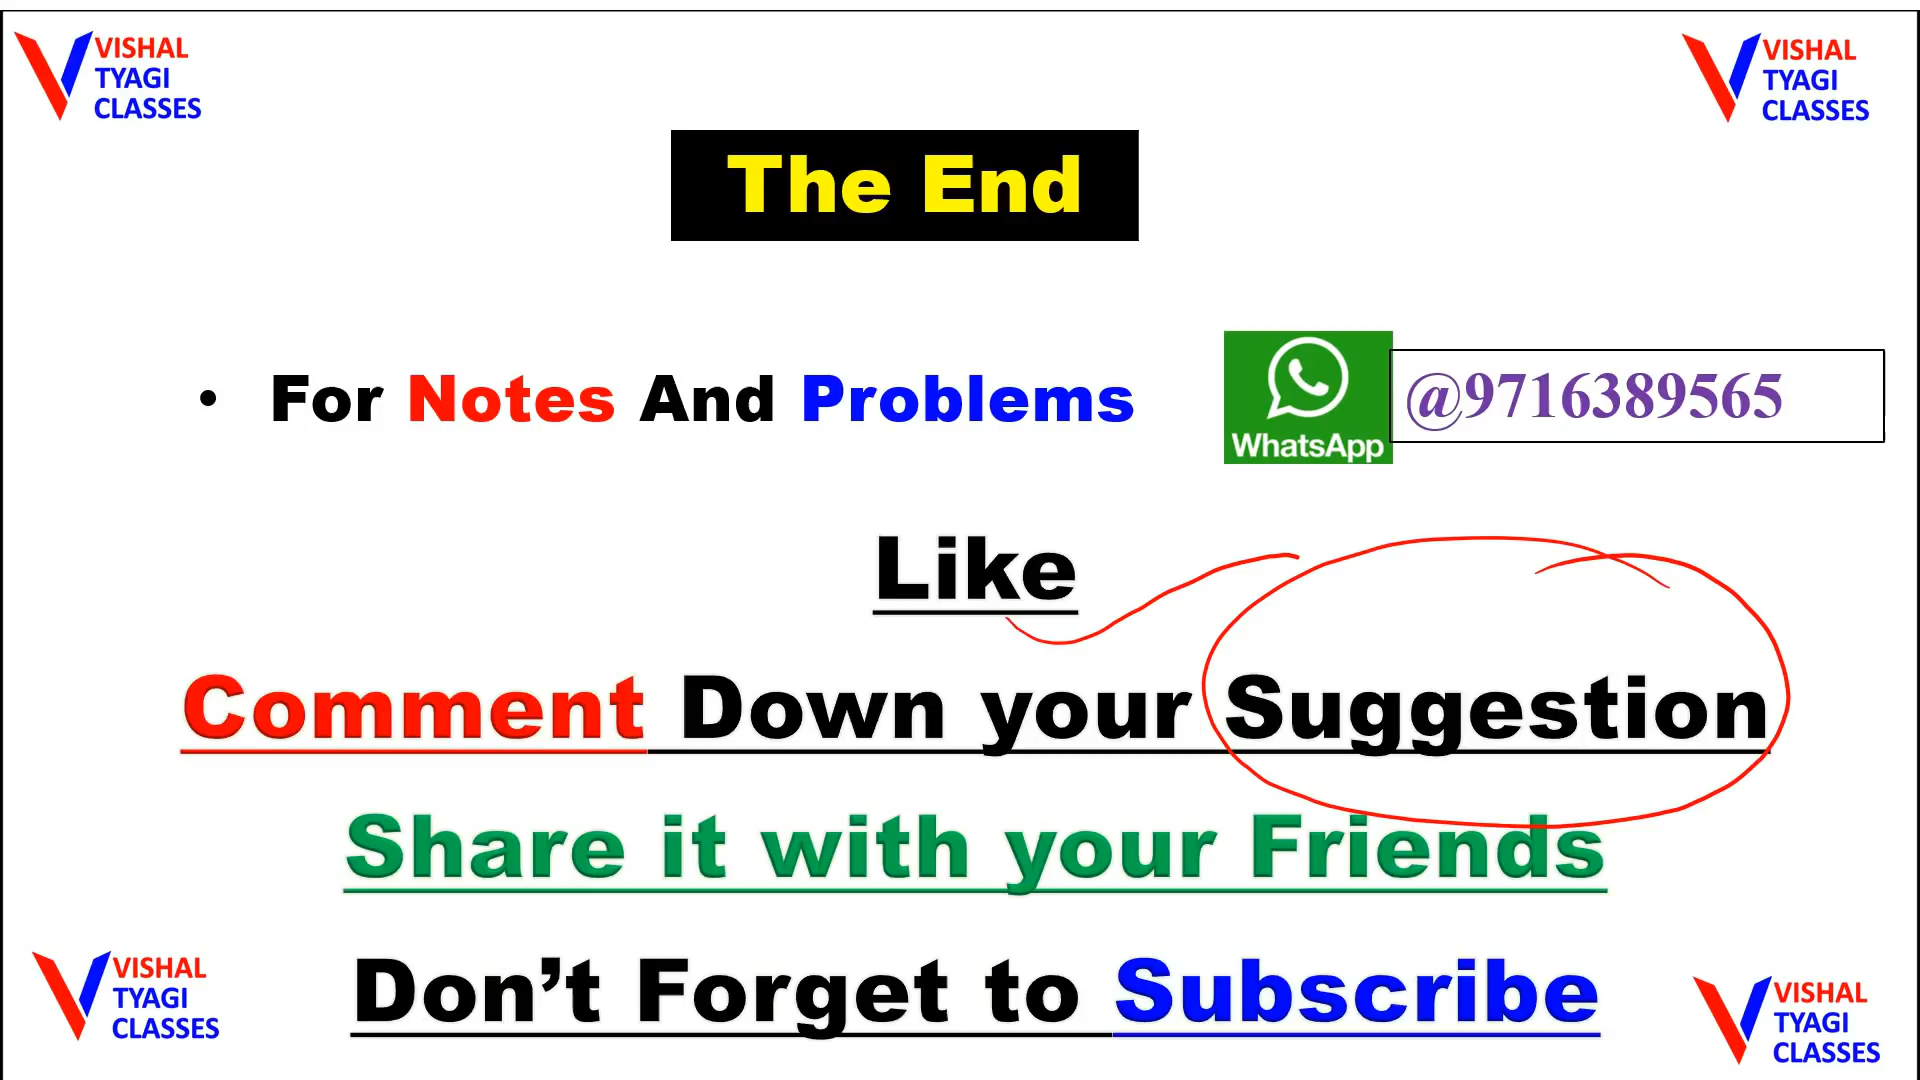 VISHAL
TYAGI
CLASSES
VISHAL
TYAGI
CLASSES
The End
• For Notes And Problems
WhatsApp
@9716389565
Like
Comment Down your Suggestion
Share it with your Friends
Don’t Forget to Subscribe
VISHAL
TYAGI
CLASSES
VISHAL
TYAGI
CLASSES